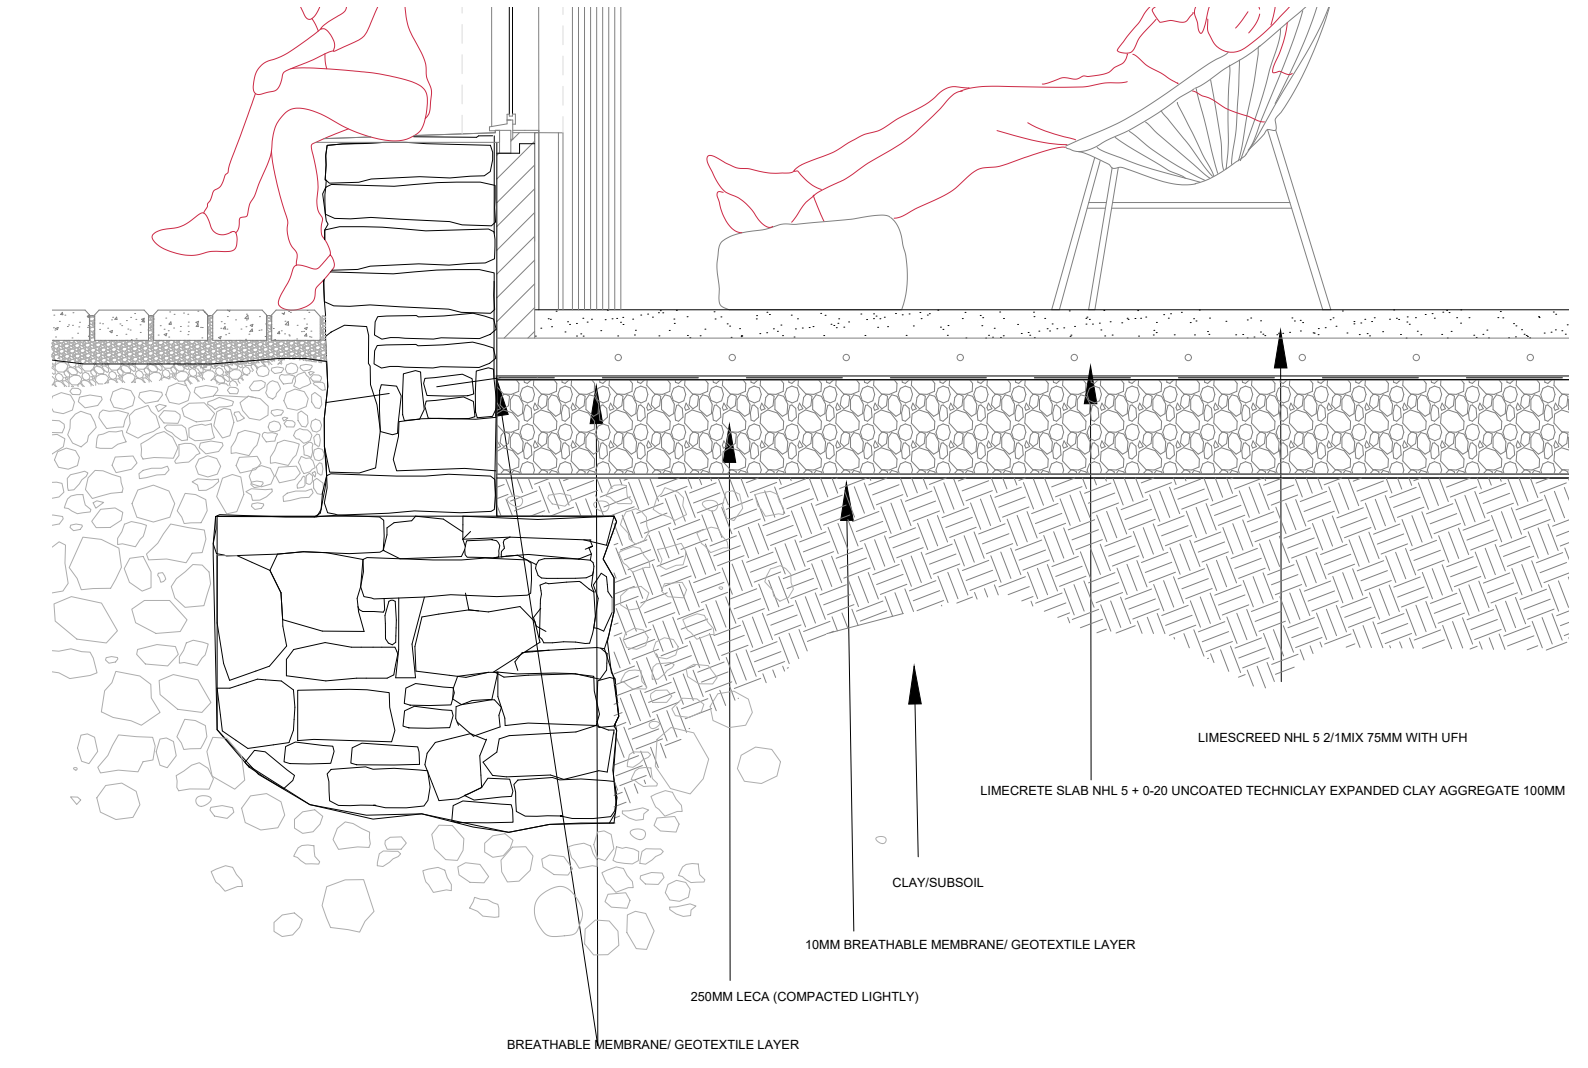 LIMESCREED NHL 5 2/1MIX 75MM WITH UFH
LIMECRETE SLAB NHL 5 + 0-20 UNCOATED TECHNICLAY EXPANDED CLAY AGGREGATE 100MM
CLAY/SUBSOIL
10MM BREATHABLE MEMBRANE/ GEOTEXTILE LAYER
250MM LECA (COMPACTED LIGHTLY)
BREATHABLE MEMBRANE/ GEOTEXTILE LAYER